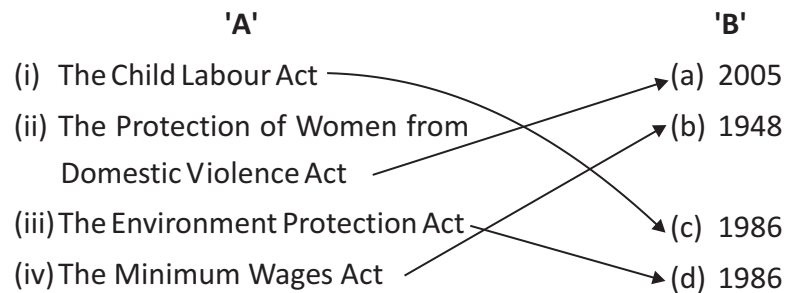 'A' 'B'
(i) The Child Labour Act (a) 2005
(ii) The Protection of Women from (b) 1948
Domestic Violence Act
(iii) The Environment Protection Act (c) 1986
(iv) The Minimum Wages Act (d) 1986